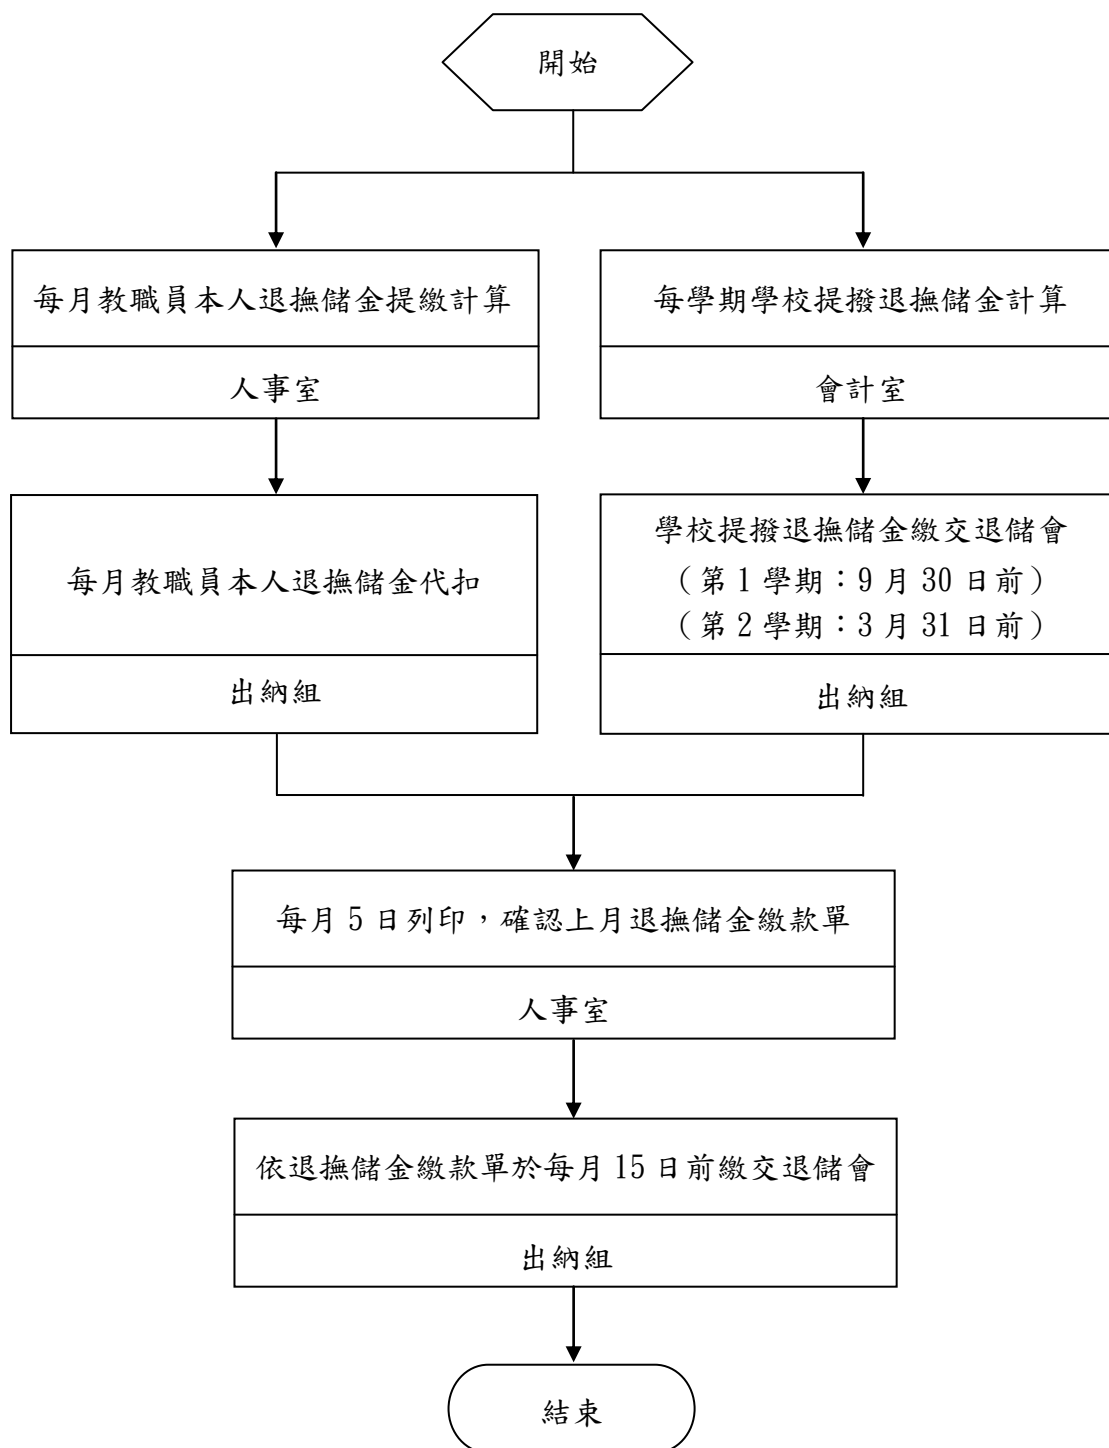 開始
每月教職員本人退撫儲金提繳計算
人事室
每學期學校提撥退撫儲金計算
會計室
每月教職員本人退撫儲金代扣
出納組
學校提撥退撫儲金繳交退儲會
（第1學期：9月30日前）
（第2學期：3月31日前）
出納組
每月5日列印，確認上月退撫儲金繳款單
人事室
依退撫儲金繳款單於每月15日前繳交退儲會
出納組
結束